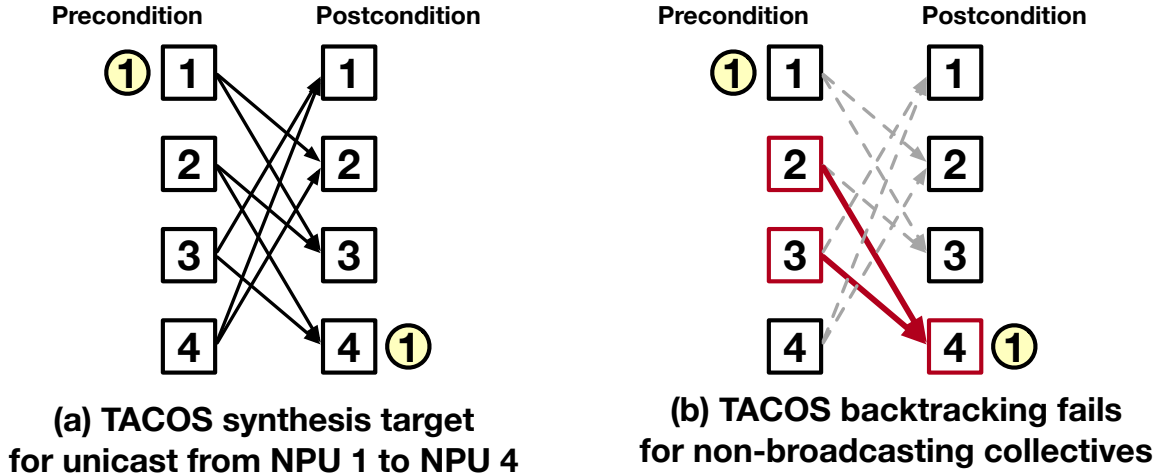 Precondition Postcondition
1 1 1
2 2
3 3
4 4 1
(a) TACOS synthesis target
for unicast from NPU 1 to NPU 4
Precondition Postcondition
1 1 1
2 2
3 3
4 4 1
(b) TACOS backtracking fails
for non-broadcasting collectives